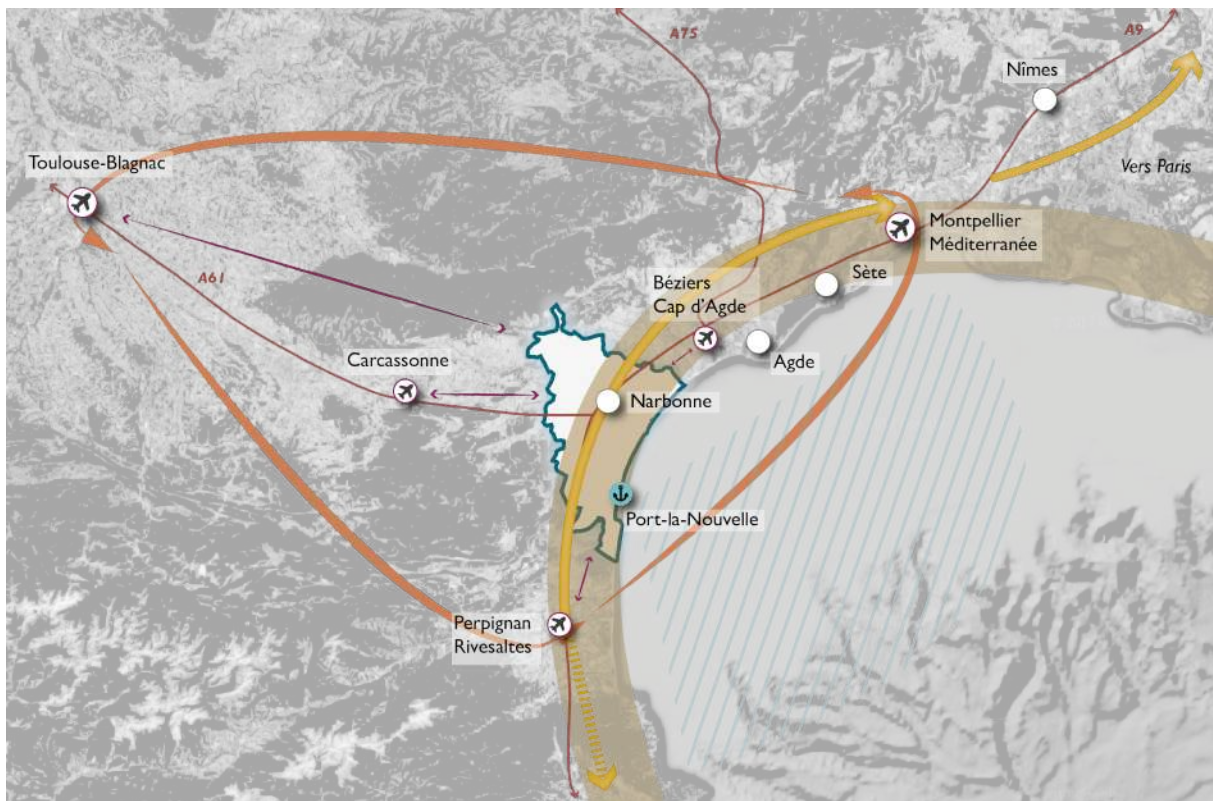 A75
A9
Nîmes
Toulouse-Blagnac
Vers Paris
Montpellier
Méditerranée
A61
Sète
Béziers
Cap d'Agde
Carcassonne
Agde
Narbonne
Port-la-Nouvelle
Perpignan
Rivesaltes